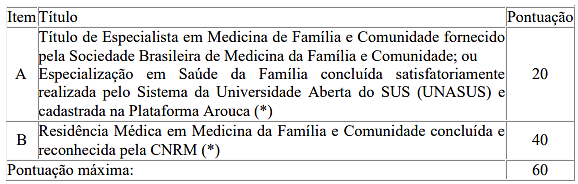 Item Título Pontuação
Título de Especialista em Medicina de Família e Comunidade fornecido
pela Sociedade Brasileira de Medicina da Família e Comunidade; ou
Especialização em Saúde da Família concluída satisfatoriamente
A realizada pelo Sistema da Universidade Aberta do SUS (UNASUS) e 20
cadastrada na Plataforma Arouca (*)
B Residência Médica em Medicina da Família e Comunidade concluída e 40
reconhecida pela CNRM (*)
Pontuação máxima: 60